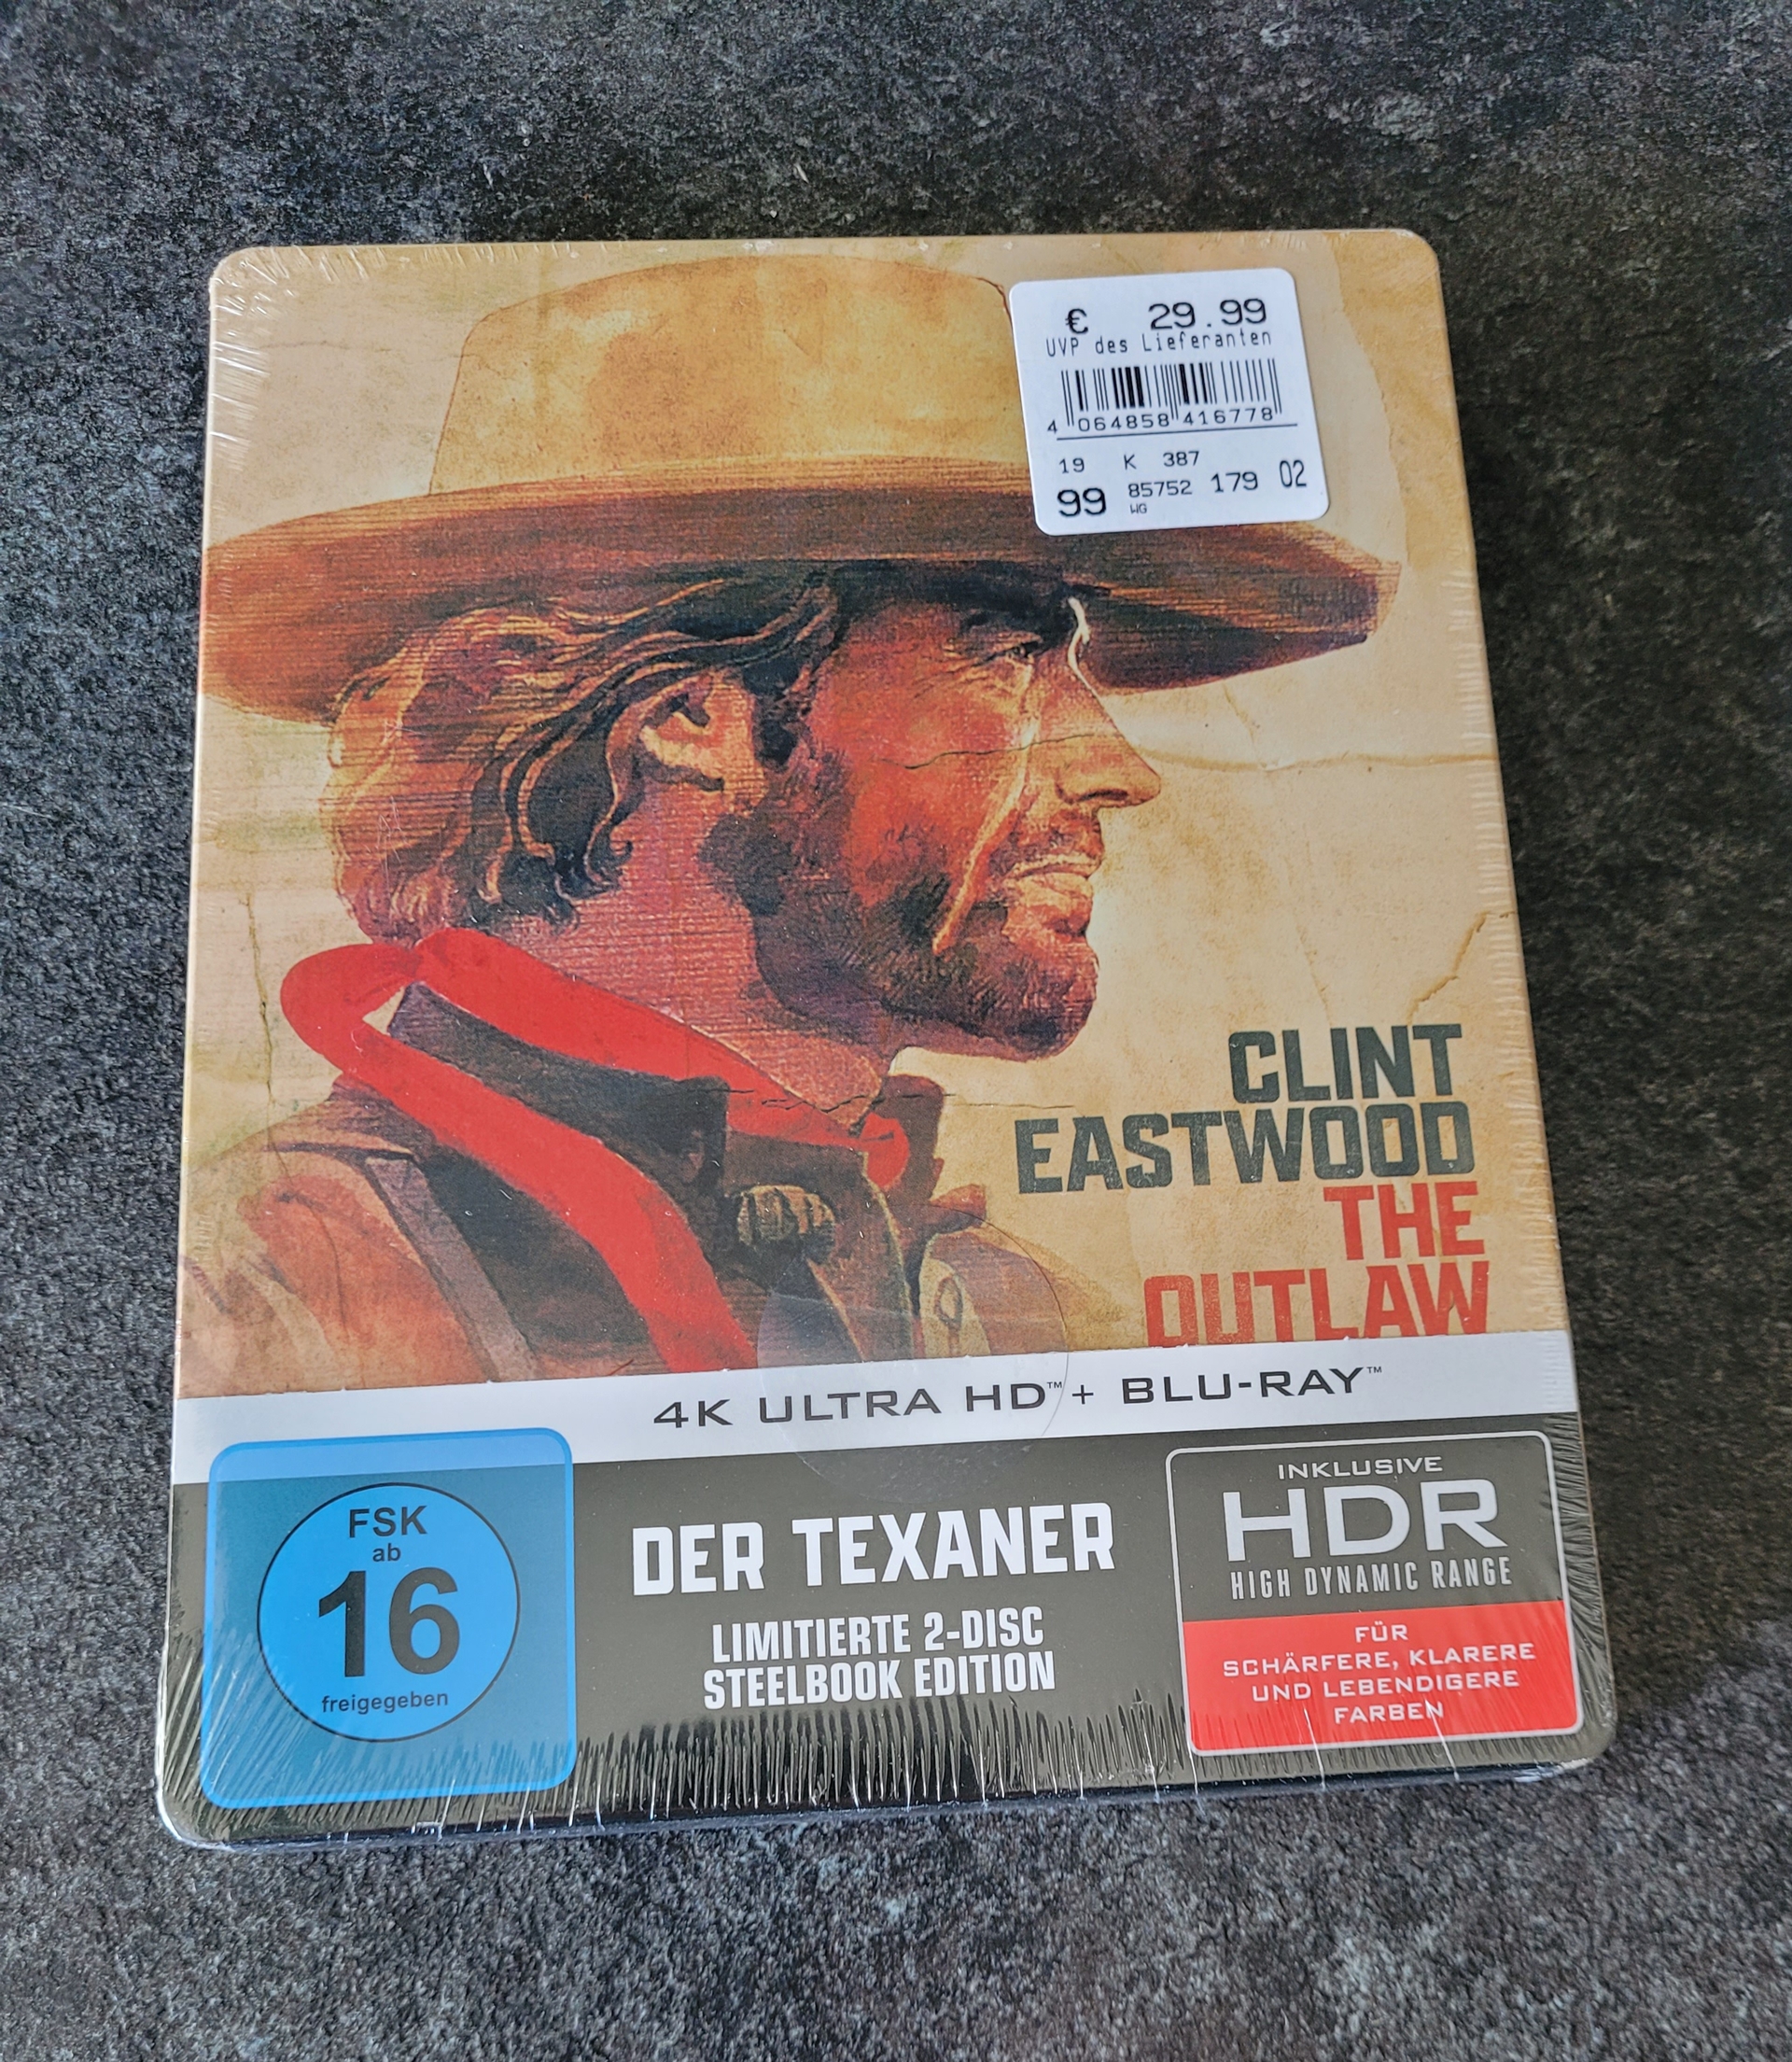 € 29.99
UVP des Lieferanten
4 064858 416778
19 K 387
99 85752 179 02
WG
CLINT
EASTWOOD
THE
OUTLAW
4K ULTRA HD™ + BLU-RAY™
FSK
ab
16
freigegeben
DER TEXANER
LIMITIERTE 2-DISC
STEELBOOK EDITION
INKLUSIVE
HDR
HIGH DYNAMIC RANGE
FÜR
SCHÄRFERE, KLARERE
UND LEBENDIGERE
FARBEN